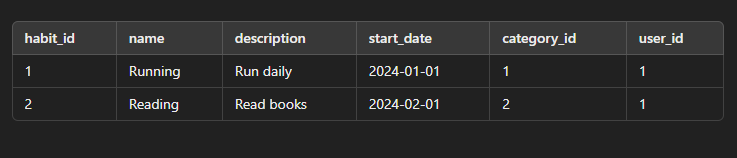 habit_id name description start_date category_id user_id
1 Running Run daily 2024-01-01 1 1
2 Reading Read books 2024-02-01 2 1